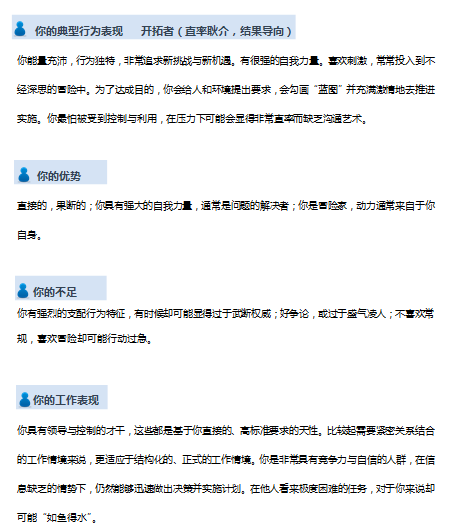 你的典型行为表现 开拓者（直率耿介，结果导向）
你能量充沛，行为独特，非常追求新挑战与新机遇。有很强的自我力量。喜欢刺激，常常投入到不
经深思的冒险中。为了达成目的，你会给人和环境提出要求，会勾画“蓝图”并充满激情地去推进
实施。你最怕被受到控制与利用，在压力下可能会显得非常直率而缺乏沟通艺术。
你的优势
直接的，果断的；你具有强大的自我力量，通常是问题的解决者；你是冒险家，动力通常来自于你
自身。
你的不足
你有强烈的支配行为特征，有时候却可能显得过于武断权威；好争论，或过于盛气凌人；不喜欢常
规，喜欢冒险却可能行动过急。
你的工作表现
你具有领导与控制的才干，这些都是基于你直接的、高标准要求的天性。比较起需要紧密关系结合
的工作情境来说，更适应于结构化的、正式的工作情境。你是非常具有竞争力与自信的人群，在信
息缺乏的情势下，仍然能够迅速做出决策并实施计划。在他人看来极度困难的任务，对于你来说却
可能“如鱼得水”。